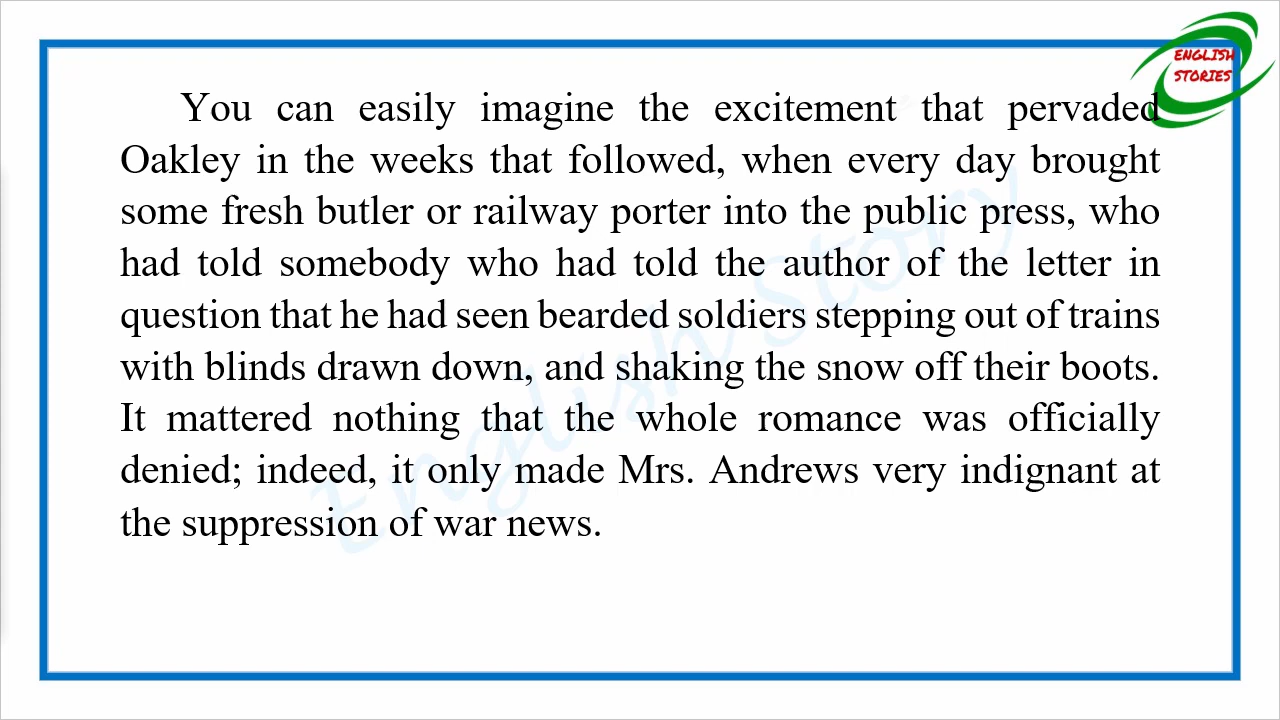 ENGLISH
STORIES
You can easily imagine the excitement that pervaded
Oakley in the weeks that followed, when every day brought
some fresh butler or railway porter into the public press, who
had told somebody who had told the author of the letter in
question that he had seen bearded soldiers stepping out of trains
with blinds drawn down, and shaking the snow off their boots.
It mattered nothing that the whole romance was officially
denied; indeed, it only made Mrs. Andrews very indignant at
the suppression of war news.
English Story